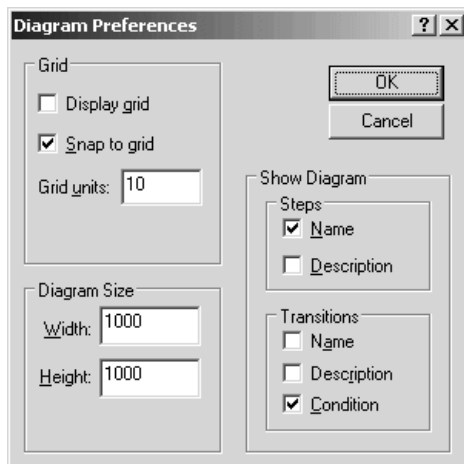 Diagram Preferences
Grid
Display grid
Snap to grid
Grid units: 10
OK
Cancel
Diagram Size
Width: 1000
Height: 1000
Show Diagram
Steps
Name
Description
Transitions
Name
Description
Condition